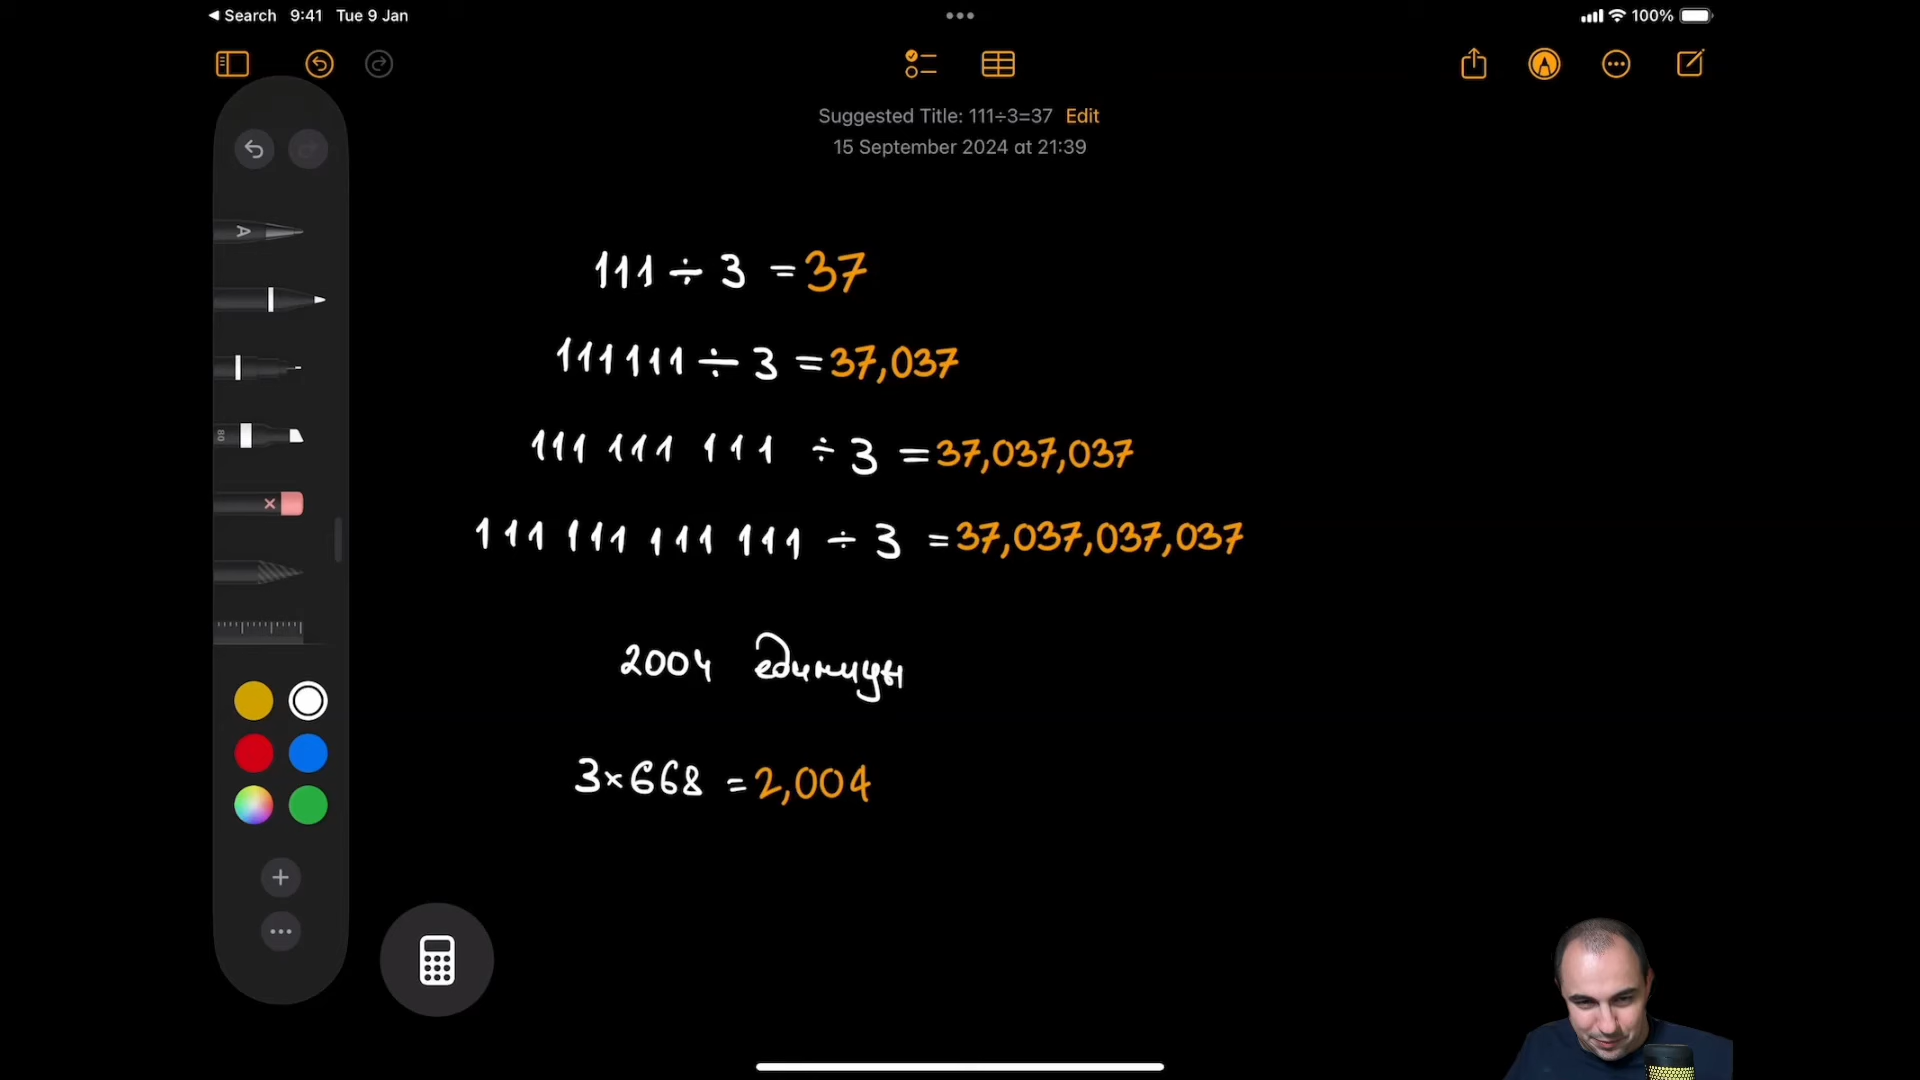 Search 9:41 Tue 9 Jan
100%
Suggested Title: 111÷3=37 Edit
15 September 2024 at 21:39
A
80
111 ÷ 3 = 37
111111 ÷ 3 = 37,037
111 111 111 ÷ 3 = 37,037,037
111 111 111 111 ÷ 3 = 37,037,037,037
2004 единицы
3×668 = 2,004